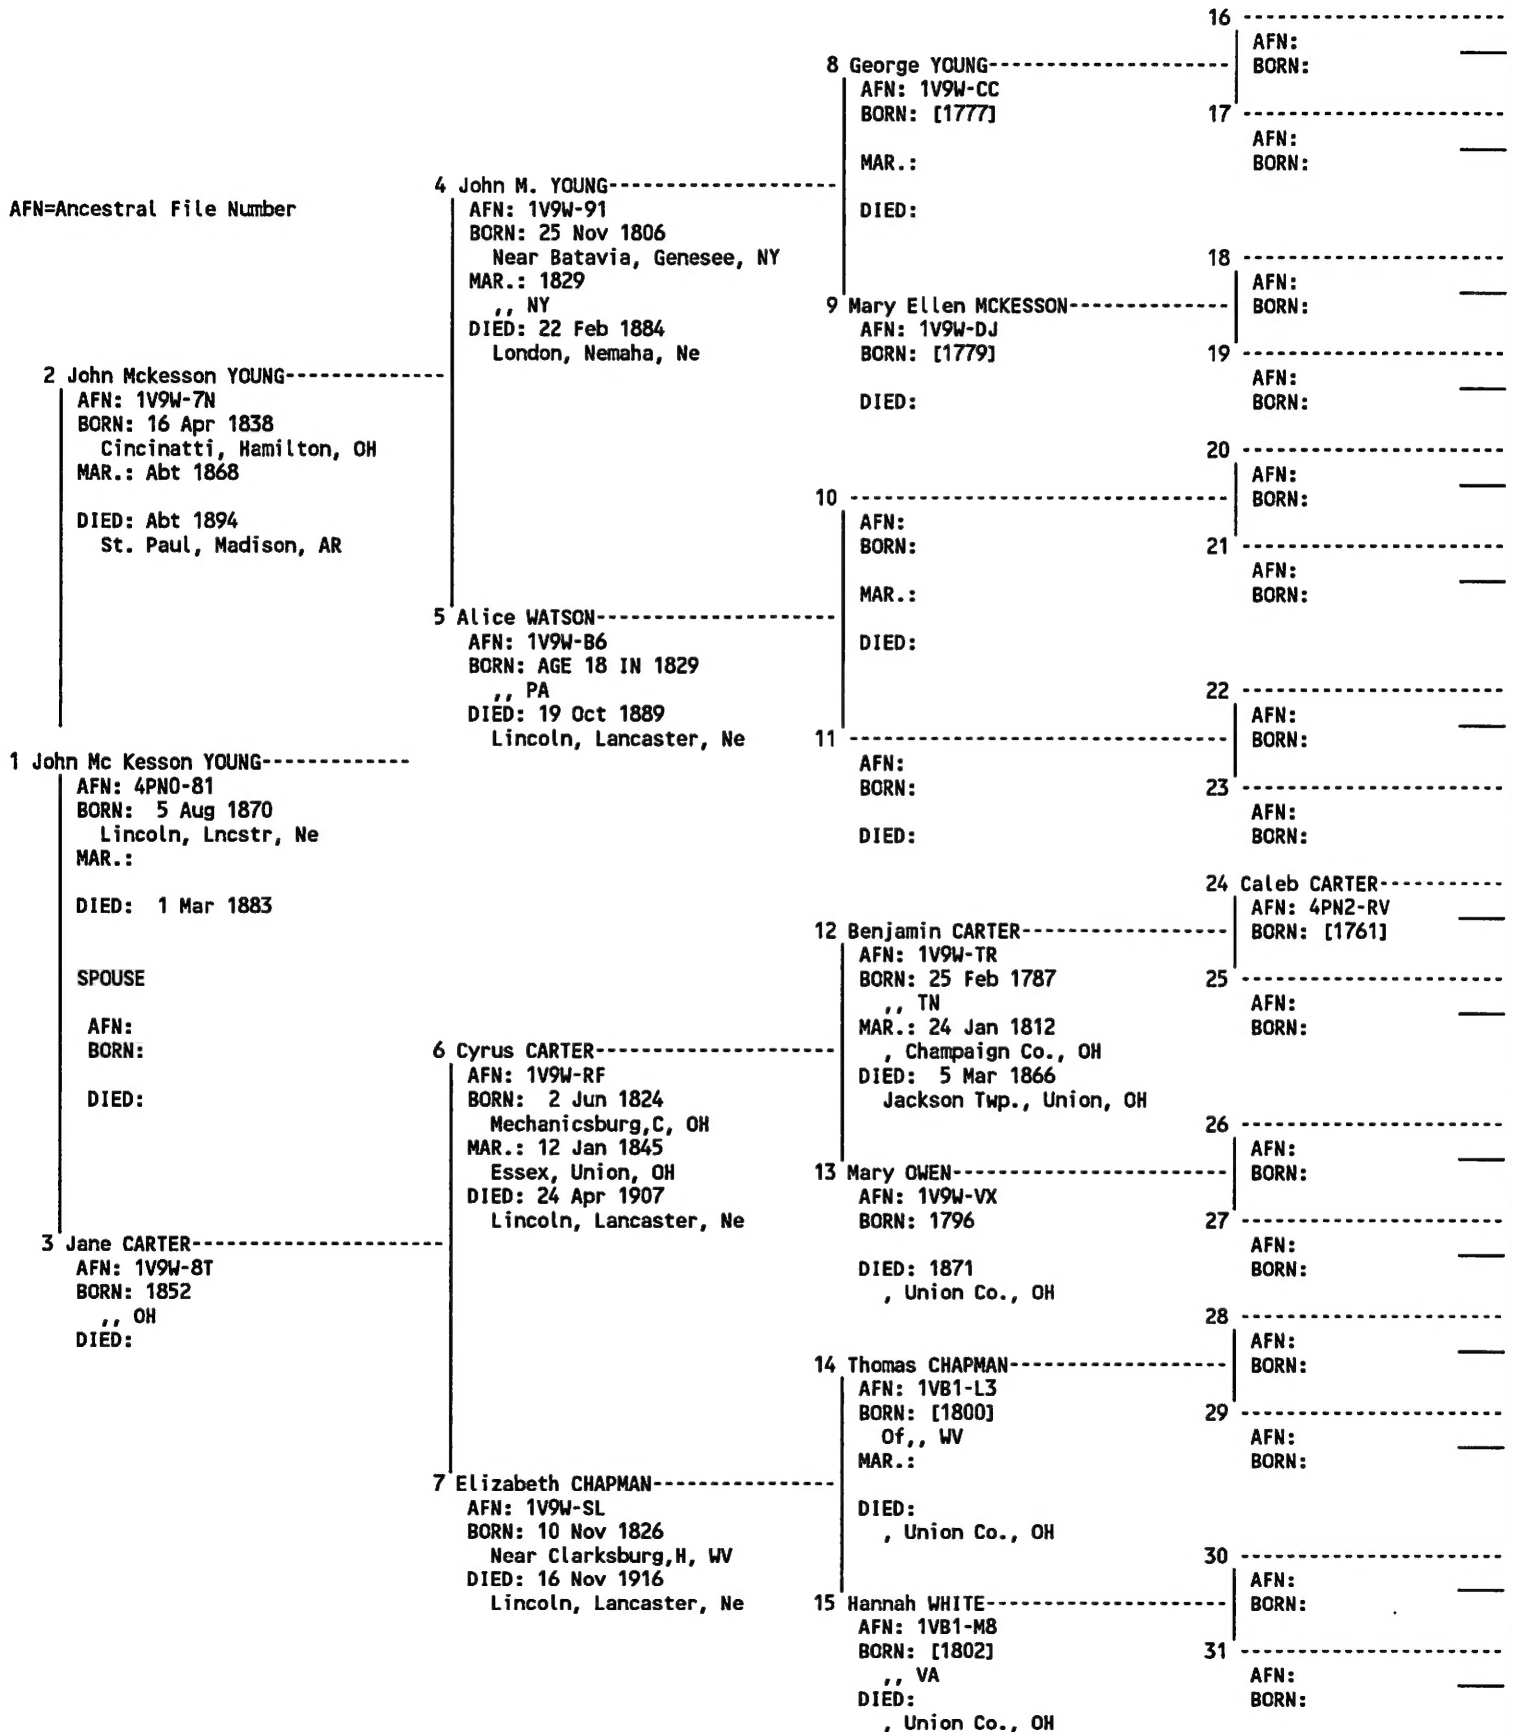 AFN=Ancestral File Number
1 John Mc Kesson YOUNG-------------
AFN: 4PN0-81
BORN:  5 Aug 1870
Lincoln, Lncstr, Ne
MAR.:
DIED:  1 Mar 1883
SPOUSE
AFN:
BORN:
DIED:
2 John Mckesson YOUNG-------------
AFN: 1V9W-7N
BORN: 16 Apr 1838
Cincinatti, Hamilton, OH
MAR.: Abt 1868
DIED: Abt 1894
St. Paul, Madison, AR
3 Jane CARTER---------------------
AFN: 1V9W-8T
BORN: 1852
,, OH
DIED:
4 John M. YOUNG-------------------
AFN: 1V9W-91
BORN: 25 Nov 1806
Near Batavia, Genesee, NY
MAR.: 1829
,, NY
DIED: 22 Feb 1884
London, Nemaha, Ne
5 Alice WATSON--------------------
AFN: 1V9W-B6
BORN: AGE 18 IN 1829
,, PA
DIED: 19 Oct 1889
Lincoln, Lancaster, Ne
6 Cyrus CARTER--------------------
AFN: 1V9W-RF
BORN:  2 Jun 1824
Mechanicsburg,C, OH
MAR.: 12 Jan 1845
Essex, Union, OH
DIED: 24 Apr 1907
Lincoln, Lancaster, Ne
7 Elizabeth CHAPMAN---------------
AFN: 1V9W-SL
BORN: 10 Nov 1826
Near Clarksburg,H, WV
DIED: 16 Nov 1916
Lincoln, Lancaster, Ne
8 George YOUNG--------------------
AFN: 1V9W-CC
BORN: [1777]
MAR.:
DIED:
9 Mary Ellen MCKESSON-------------
AFN: 1V9W-DJ
BORN: [1779]
DIED:
10 --------------------------------
AFN:
BORN:
MAR.:
DIED:
11 --------------------------------
AFN:
BORN:
DIED:
12 Benjamin CARTER-----------------
AFN: 1V9W-TR
BORN: 25 Feb 1787
,, TN
MAR.: 24 Jan 1812
, Champaign Co., OH
DIED:  5 Mar 1866
Jackson Twp., Union, OH
13 Mary OWEN-----------------------
AFN: 1V9W-VX
BORN: 1796
DIED: 1871
, Union Co., OH
14 Thomas CHAPMAN------------------
AFN: 1VB1-L3
BORN: [1800]
Of,, WV
MAR.:
DIED:
, Union Co., OH
15 Hannah WHITE--------------------
AFN: 1VB1-M8
BORN: [1802]
,, VA
DIED:
, Union Co., OH
16 ----------------------
AFN:
BORN:
17 ----------------------
AFN:
BORN:
18 ----------------------
AFN:
BORN:
19 ----------------------
AFN:
BORN:
20 ----------------------
AFN:
BORN:
21 ----------------------
AFN:
BORN:
22 ----------------------
AFN:
BORN:
23 ----------------------
AFN:
BORN:
24 Caleb CARTER-----------
AFN: 4PN2-RV
BORN: [1761]
25 ----------------------
AFN:
BORN:
26 ----------------------
AFN:
BORN:
27 ----------------------
AFN:
BORN:
28 ----------------------
AFN:
BORN:
29 ----------------------
AFN:
BORN:
30 ----------------------
AFN:
BORN:
31 ----------------------
AFN:
BORN: